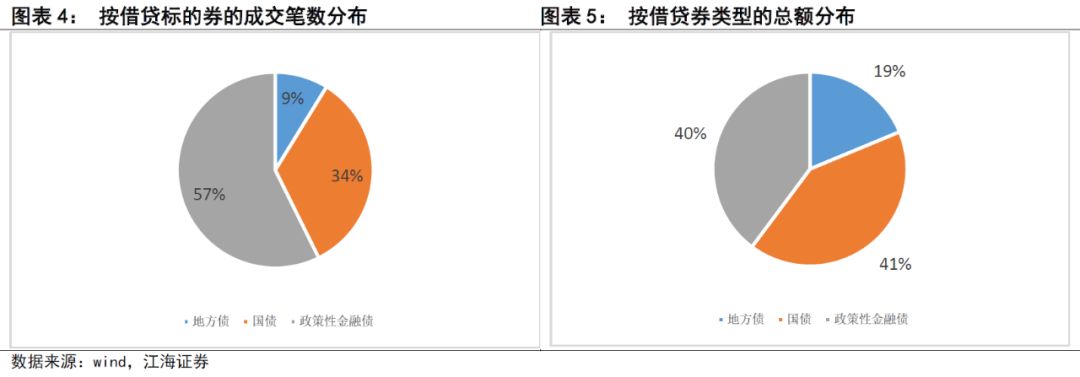 图表 4： 按借贷标的券的成交笔数分布
9%
34%
57%
地方债 国债 政策性金融债
图表 5： 按借贷券类型的总额分布
19%
40%
41%
地方债 国债 政策性金融债
数据来源：wind，江海证券